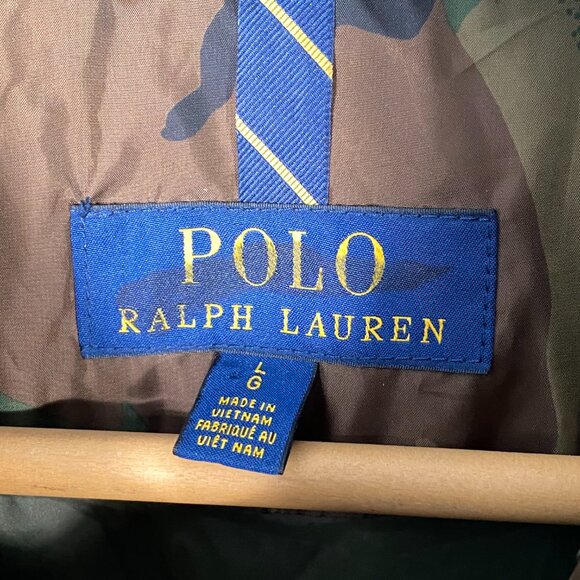 POLO
RALPH LAUREN
L
G
MADE IN
VIETNAM
FABRIQUÉ AU
VIÊT NAM